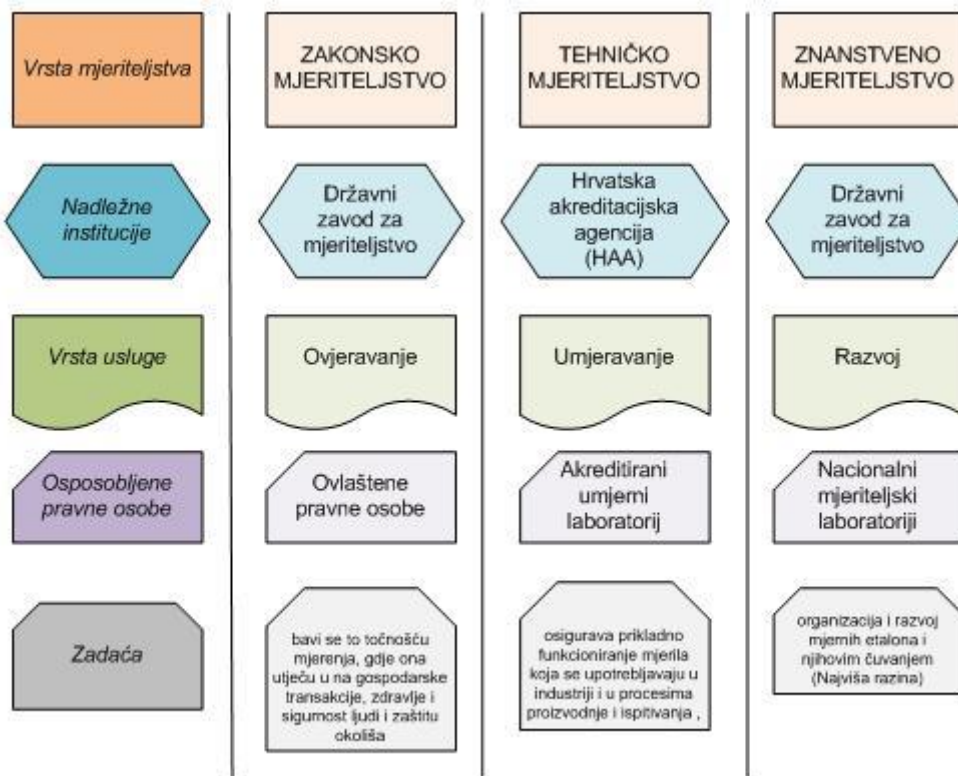 Vrsta mjeriteljstva
ZAKONSKO
MJERITELJSTVO
TEHNIČKO
MJERITELJSTVO
ZNANSTVENO
MJERITELJSTVO
Nadležne
institucije
Državni
zavod za
mjeriteljstvo
Hrvatska
akreditacijska
agencija
(HAA)
Državni
zavod za
mjeriteljstvo
Vrsta usluge
Ovjeravanje
Umjeravanje
Razvoj
Osposobljene
pravne osobe
Ovlaštene
pravne osobe
Akreditirani
umjerni
laboratorij
Nacionalni
mjeriteljski
laboratoriji
Zadaća
bavi se to točnošću
mjerenja, gdje ona
utječu u na gospodarske
transakcije, zdravlje i
sigurnost ljudi i zaštitu
okoliša
osigurava prikladno
funkcioniranje mjerila
koja se upotrebljavaju u
industriji i u procesima
proizvodnje i ispitivanja ,
organizacija i razvoj
mjernih etalona i
njihovim čuvanjem
(Najviša razina)